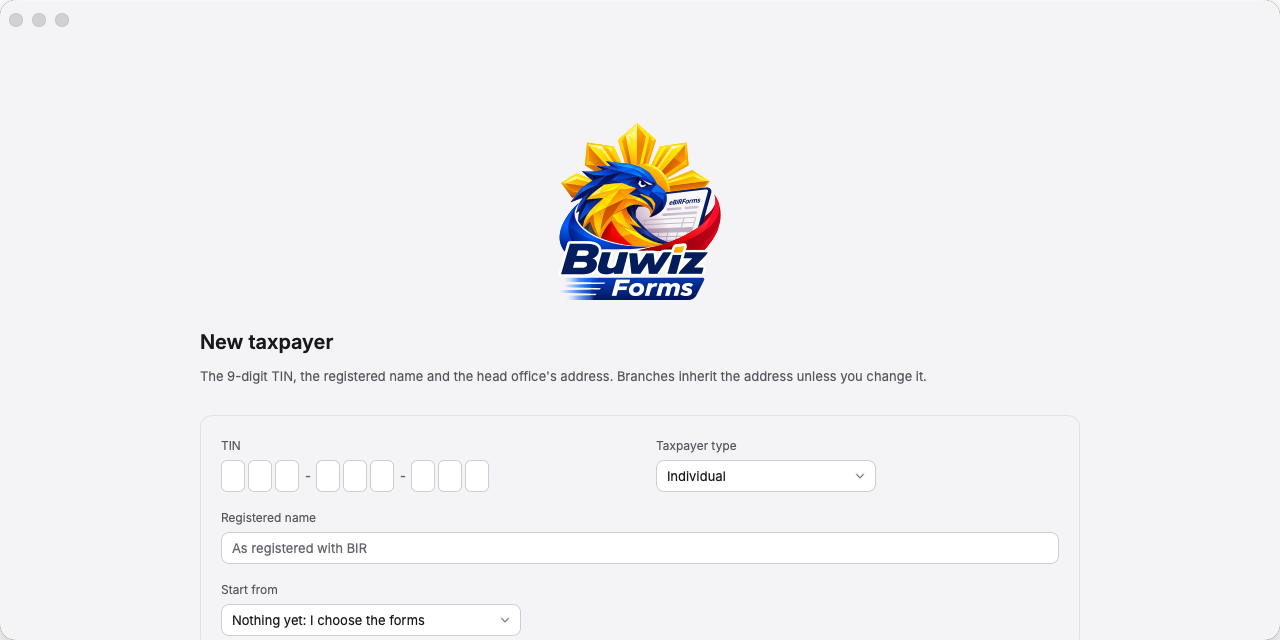 eBIRForms
Buwiz
Forms
New taxpayer
The 9-digit TIN, the registered name and the head office's address. Branches inherit the address unless you change it.
TIN
Taxpayer type
- -
Individual
Registered name
As registered with BIR
Start from
Nothing yet: I choose the forms